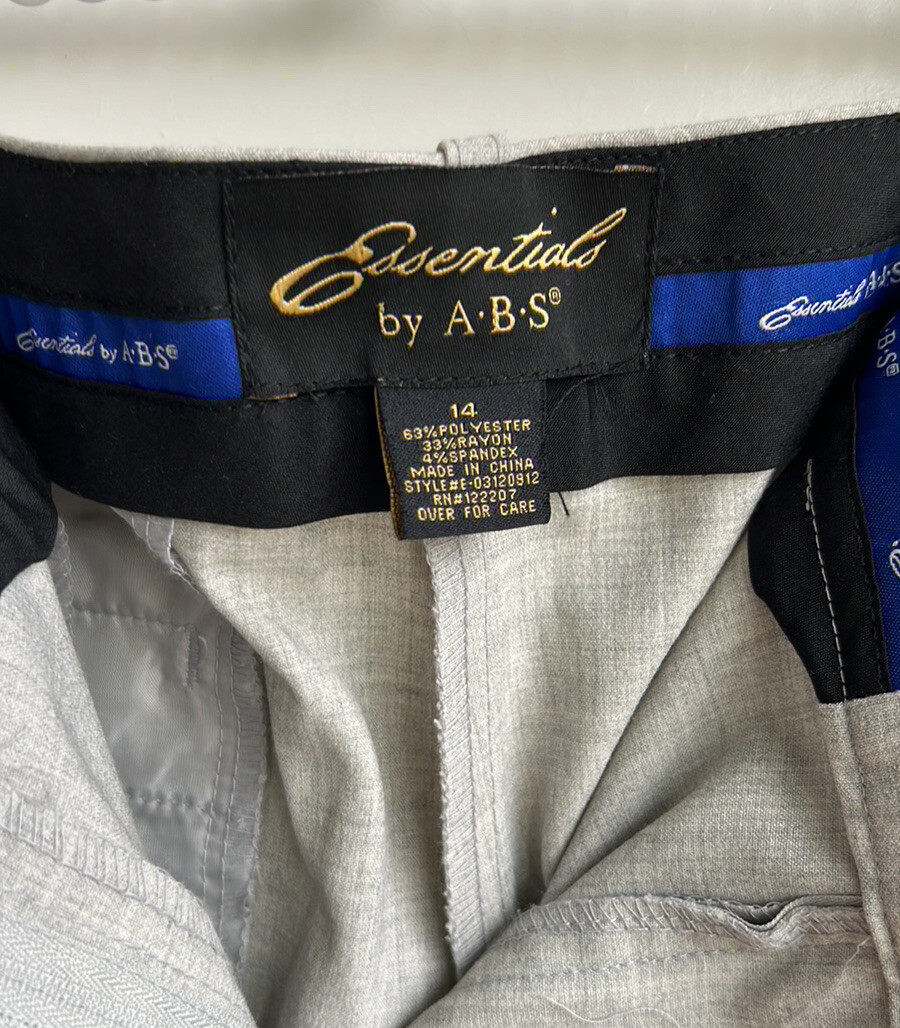 Essentials
by A·B·S®
Essentials by A·B·S®
Essentials A·B·S
·B·S®
14
63%POLYESTER
33%RAYON
4%SPANDEX
MADE IN CHINA
STYLE#E-03120912
RN#122207
OVER FOR CARE